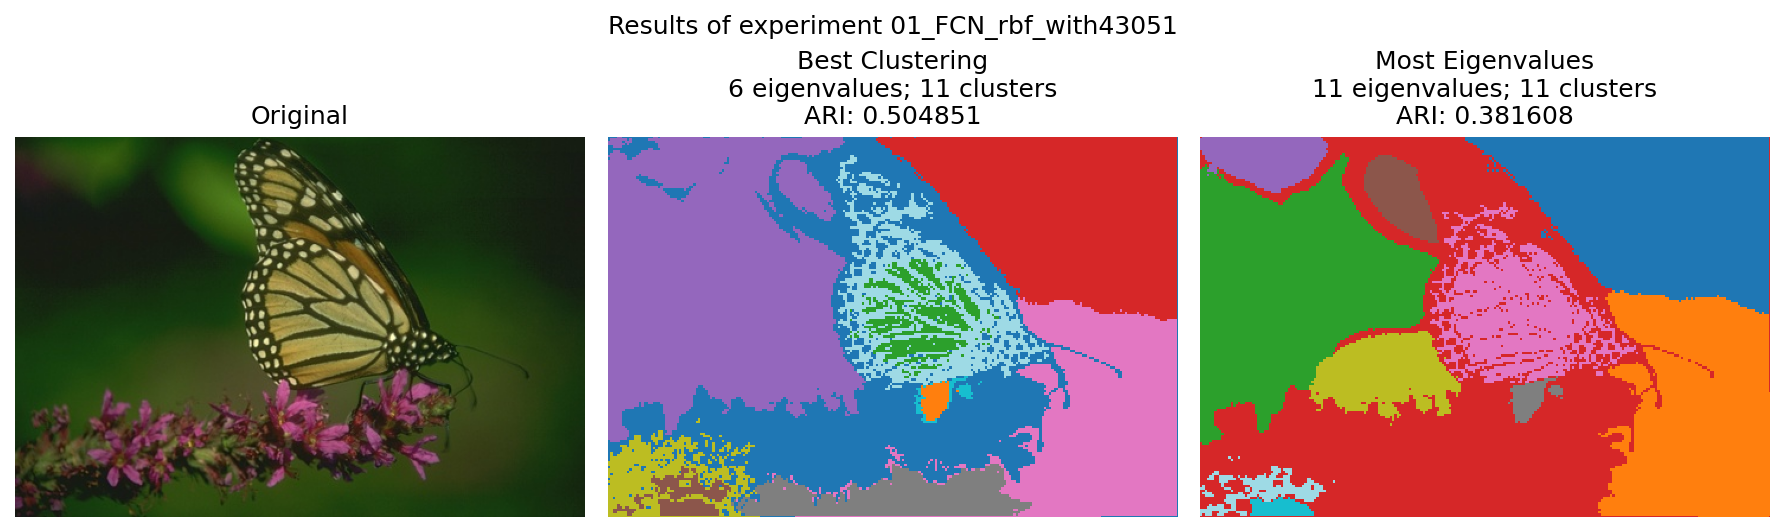 Results of experiment 01_FCN_rbf_with43051
Original
Best Clustering
6 eigenvalues; 11 clusters
ARI: 0.504851
Most Eigenvalues
11 eigenvalues; 11 clusters
ARI: 0.381608